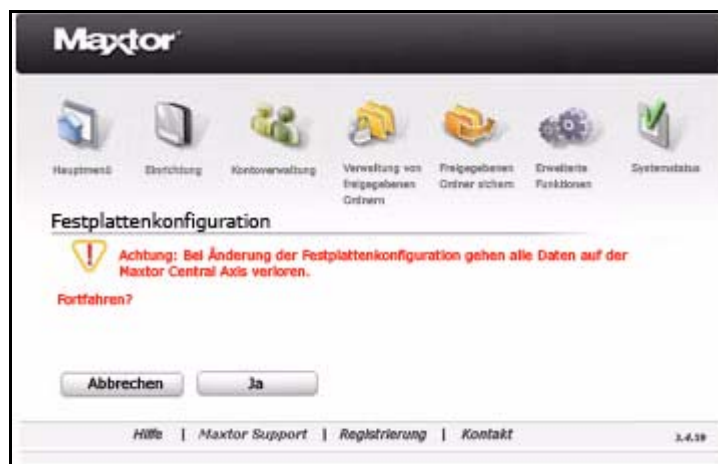 Maxtor
Hauptmenü
Einrichtung
Kontoverwaltung
Verwaltung von
freigegebenen
Ordnern
Freigegebenen
Ordner sichern
Erweiterte
Funktionen
Systemstatus
Festplattenkonfiguration
Achtung: Bei Änderung der Festplattenkonfiguration gehen alle Daten auf der
Maxtor Central Axis verloren.
Fortfahren?
Abbrechen
Ja
Hilfe | Maxtor Support | Registrierung | Kontakt